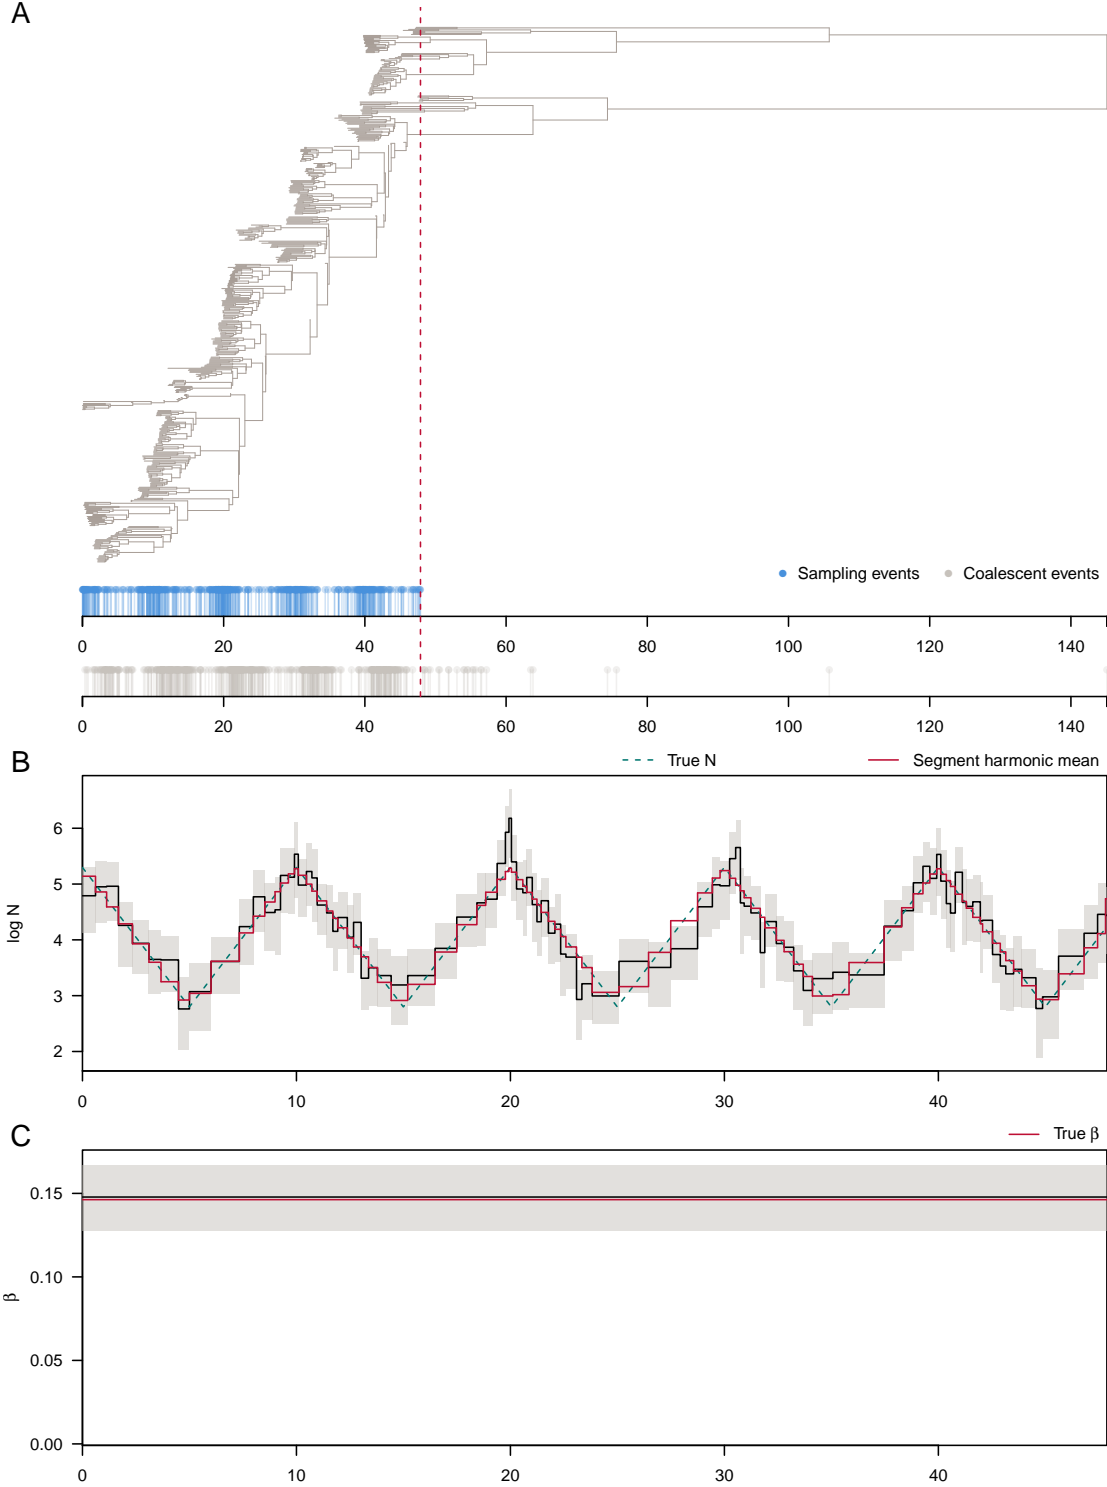 A
Sampling events Coalescent events
0 20 40 60 80 100 120 140
0 20 40 60 80 100 120 140
B
True N Segment harmonic mean
log N
6
5
4
3
2
0 10 20 30 40
C
True β
β
0.15
0.10
0.05
0.00
0 10 20 30 40